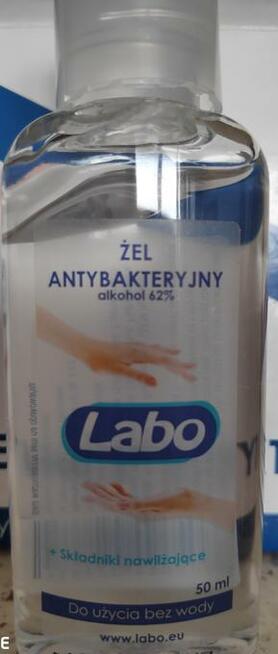 ŻEL
ANTYBAKTERYJNY
alkohol 62%
Labo
+ Składniki nawilżające
50 ml
Do użycia bez wody
www.labo.eu